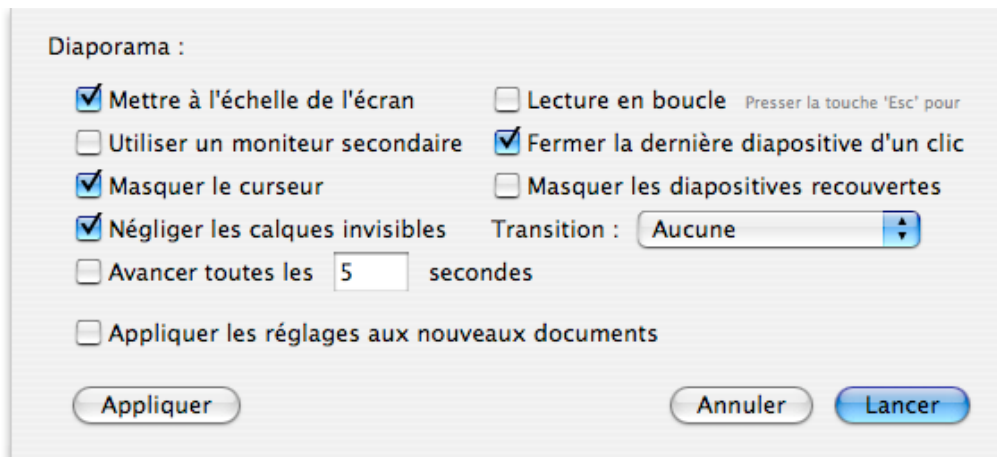 Diaporama :
Mettre à l'échelle de l'écran
Lecture en boucle Presser la touche 'Esc' pour
Utiliser un moniteur secondaire
Fermer la dernière diapositive d'un clic
Masquer le curseur
Masquer les diapositives recouvertes
Négliger les calques invisibles
Transition : Aucune
Avancer toutes les 5 secondes
Appliquer les réglages aux nouveaux documents
Appliquer
Annuler
Lancer